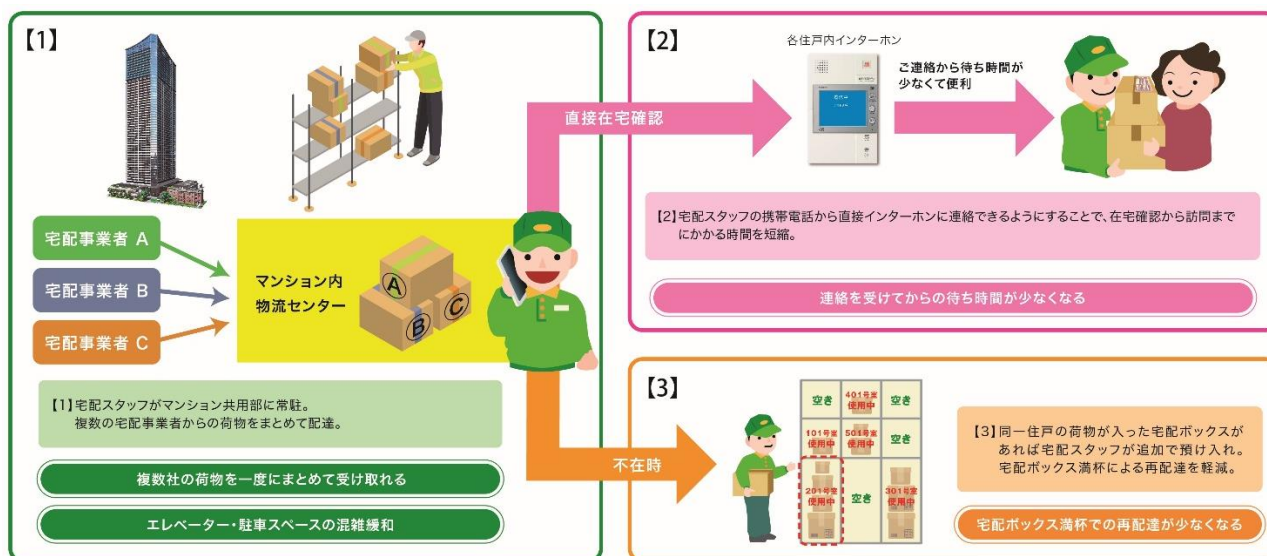 【1】
宅配事業者 A
宅配事業者 B
宅配事業者 C
マンション内
物流センター
A
B
C
【1】宅配スタッフがマンション共用部に常駐。
複数の宅配事業者からの荷物をまとめて配達。
複数社の荷物を一度にまとめて受け取れる
エレベーター・駐車スペースの混雑緩和
直接在宅確認
不在時
【2】
各住戸内インターホン
ご連絡から待ち時間が
少なくて便利
【2】宅配スタッフの携帯電話から直接インターホンに連絡できるようにすることで、在宅確認から訪問まで
にかかる時間を短縮。
連絡を受けてからの待ち時間が少なくなる
【3】
空き
401号室
使用中
空き
101号室
使用中
501号室
使用中
空き
201号室
使用中
空き
301号室
使用中
【3】同一住戸の荷物が入った宅配ボックスが
あれば宅配スタッフが追加で預け入れ。
宅配ボックス満杯による再配達を軽減。
宅配ボックス満杯での再配達が少なくなる